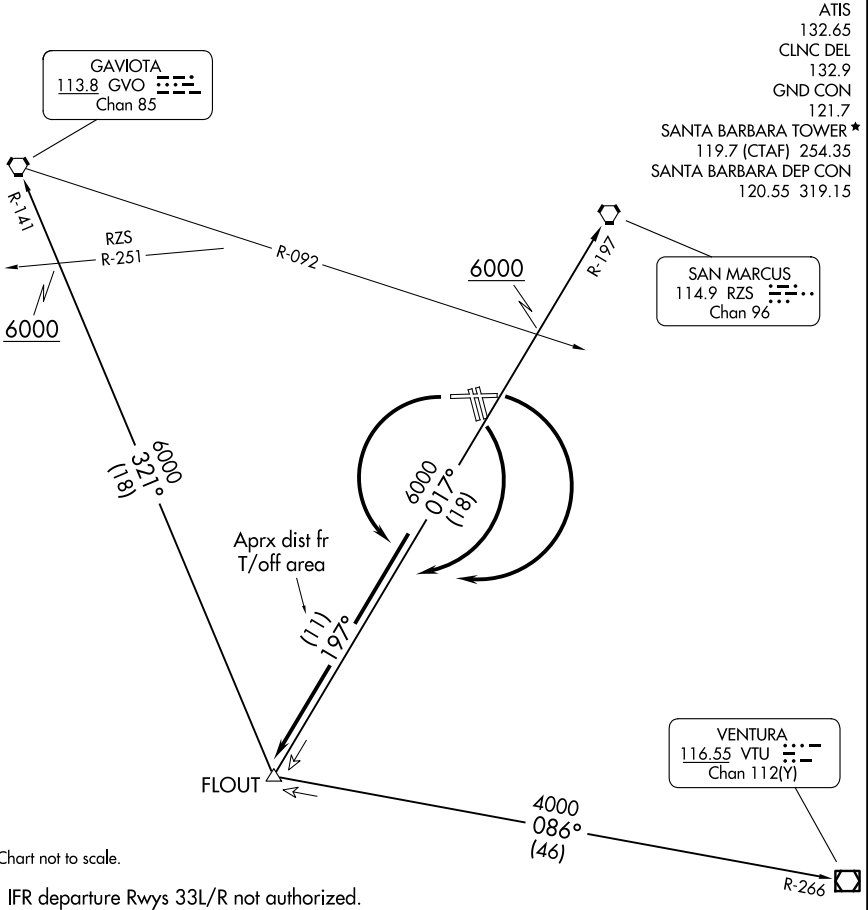 ATIS
132.65
CLNC DEL
132.9
GND CON
121.7
SANTA BARBARA TOWER★
119.7 (CTAF) 254.35
SANTA BARBARA DEP CON
120.55 319.15
GAVIOTA
113.8 GVO
Chan 85
R-141
RZS
R-251
R-092
6000
6000
R-197
SAN MARCUS
114.9 RZS
Chan 96
6000
321°
(18)
6000
017°
(18)
Aprx dist fr
T/off area
(11)
197°
FLOUT
VENTURA
116.55 VTU
Chan 112(Y)
4000
086°
(46)
R-266
Chart not to scale.
IFR departure Rwys 33L/R not authorized.